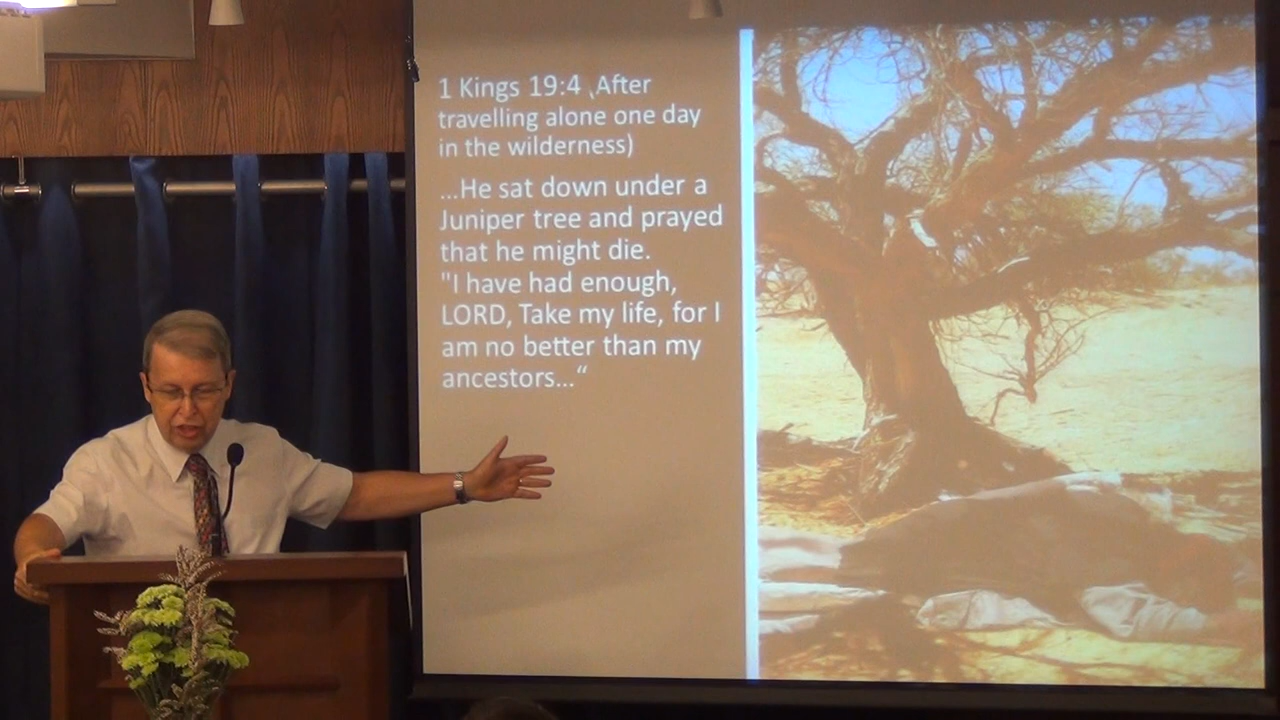 1 Kings 19:4 (After
travelling alone one day
in the wilderness)
...He sat down under a
Juniper tree and prayed
that he might die.
"I have had enough,
LORD, Take my life, for I
am no better than my
ancestors..."